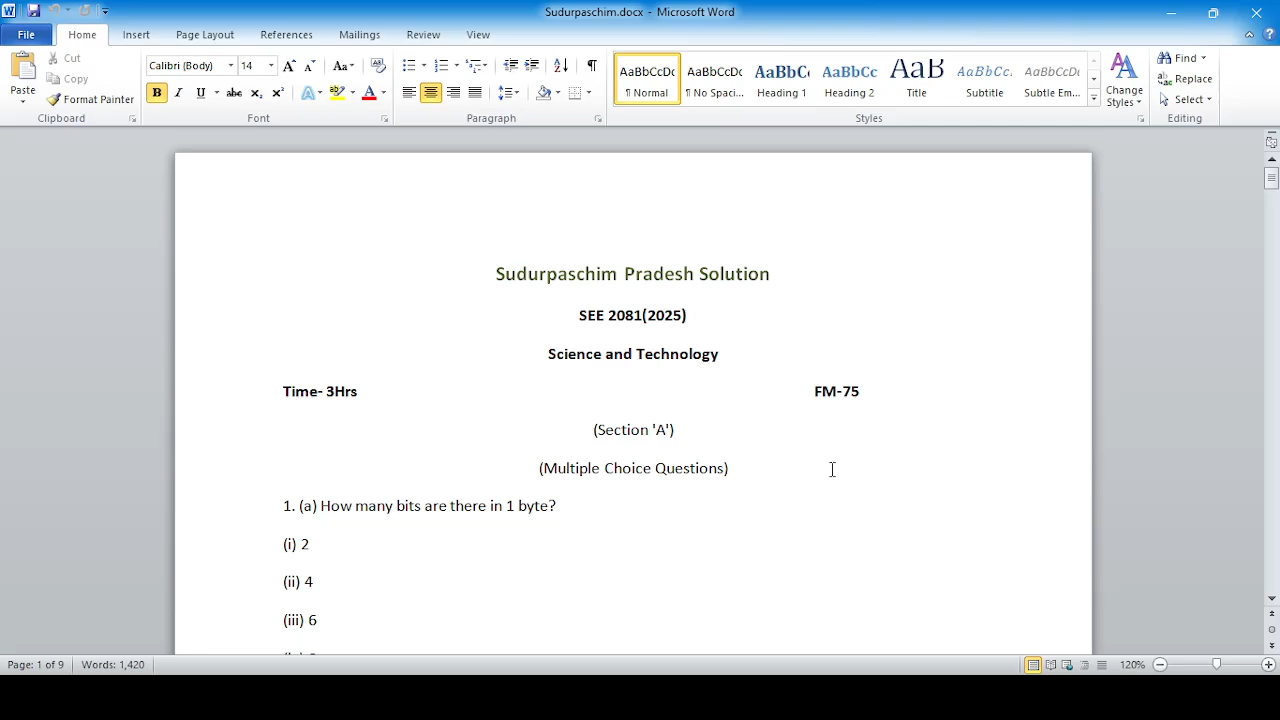 Sudurpaschim.docx - Microsoft Word
File Home Insert Page Layout References Mailings Review View
Paste
Cut
Copy
Format Painter
Clipboard
Calibri (Body) 14
Font
Paragraph
AaBbCcDc AaBbCcDc AaBbC AaBbCc AaB AaBbCc. AaBbCcDc
¶ Normal ¶ No Spaci... Heading 1 Heading 2 Title Subtitle Subtle Em...
Styles
Change Styles
Find
Replace
Select
Editing
Sudurpaschim Pradesh Solution
SEE 2081(2025)
Science and Technology
Time- 3Hrs FM-75
(Section 'A')
(Multiple Choice Questions)
1. (a) How many bits are there in 1 byte?
(i) 2
(ii) 4
(iii) 6
Page: 1 of 9 Words: 1,420 120%